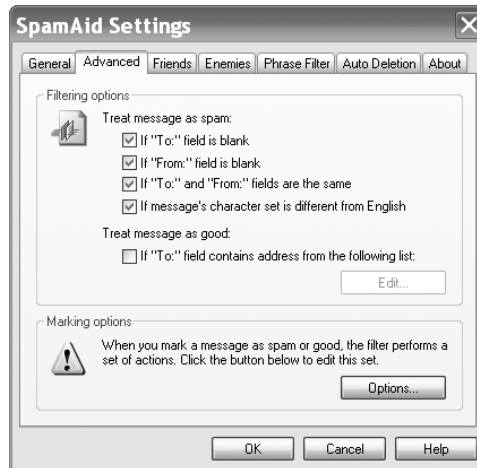 SpamAid Settings
General Advanced Friends Enemies Phrase Filter Auto Deletion About
Filtering options
Treat message as spam:
If "To:" field is blank
If "From:" field is blank
If "To:" and "From:" fields are the same
If message's character set is different from English
Treat message as good:
If "To:" field contains address from the following list:
Edit...
Marking options
When you mark a message as spam or good, the filter performs a
set of actions. Click the button below to edit this set.
Options...
OK Cancel Help